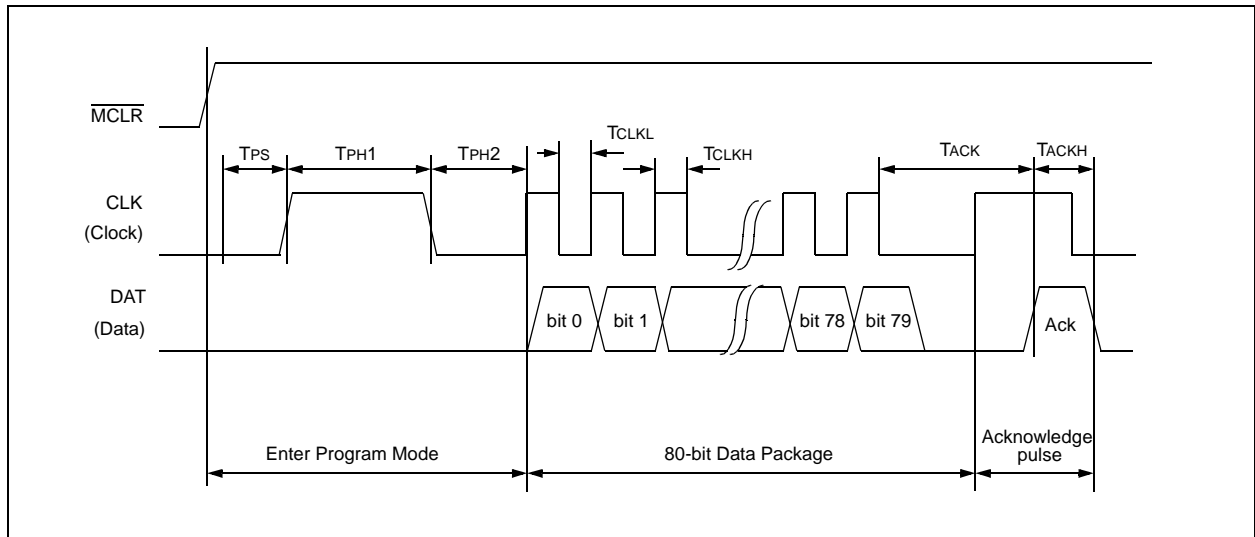 MCLR
TPS
TPH1
TPH2
TCLKL
TCLKH
TACK
TACKH
CLK
(Clock)
DAT
(Data)
bit 0
bit 1
bit 78
bit 79
Ack
Enter Program Mode
80-bit Data Package
Acknowledge
pulse